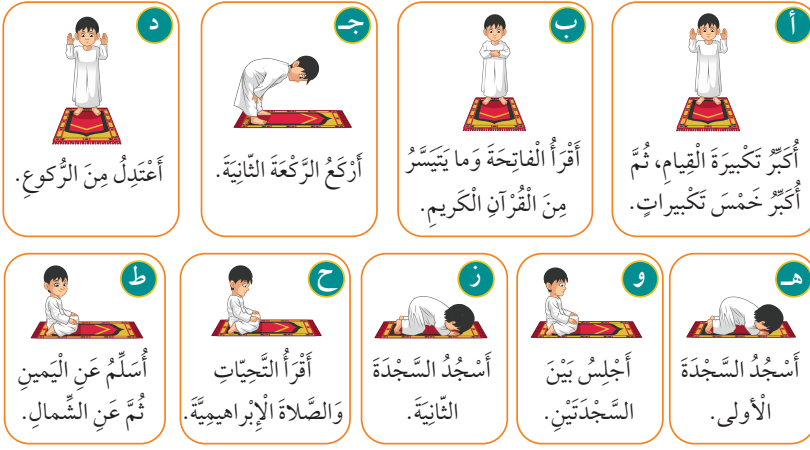 أ
أُكَبِّرُ تَكْبيرَةَ الْقِيامِ، ثُمَّ
أُكَبِّرُ خَمْسَ تَكْبيراتٍ.
ب
أَقْرَأُ الْفاتِحَةَ وَما يَتَيَسَّرُ
مِنَ الْقُرْآنِ الْكَريمِ.
جـ
أَرْكَعُ الرَّكْعَةَ الثّانِيَةَ.
د
أَعْتَدِلُ مِنَ الرُّكوعِ.
هـ
أَسْجُدُ السَّجْدَةَ
الْأولى.
و
أَجْلِسُ بَيْنَ
السَّجْدَتَيْنِ.
ز
أَسْجُدُ السَّجْدَةَ
الثّانِيَةَ.
ح
أَقْرَأُ التَّحِيّاتِ
وَالصَّلاةَ الْإِبْراهيمِيَّةَ.
ط
أُسَلِّمُ عَنِ الْيَمينِ
ثُمَّ عَنِ الشِّمالِ.